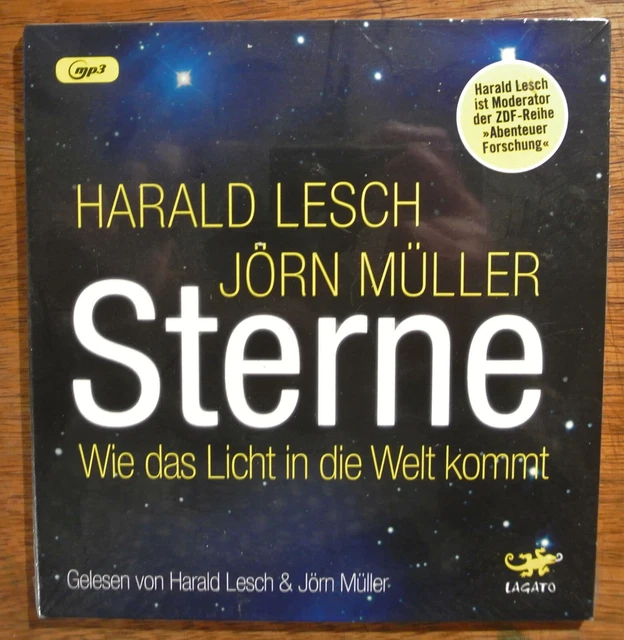 mp3
Harald Lesch
ist Moderator
der ZDF-Reihe
»Abenteuer
Forschung«
HARALD LESCH
JÖRN MÜLLER
Sterne
Wie das Licht in die Welt kommt
Gelesen von Harald Lesch & Jörn Müller
LAGATO